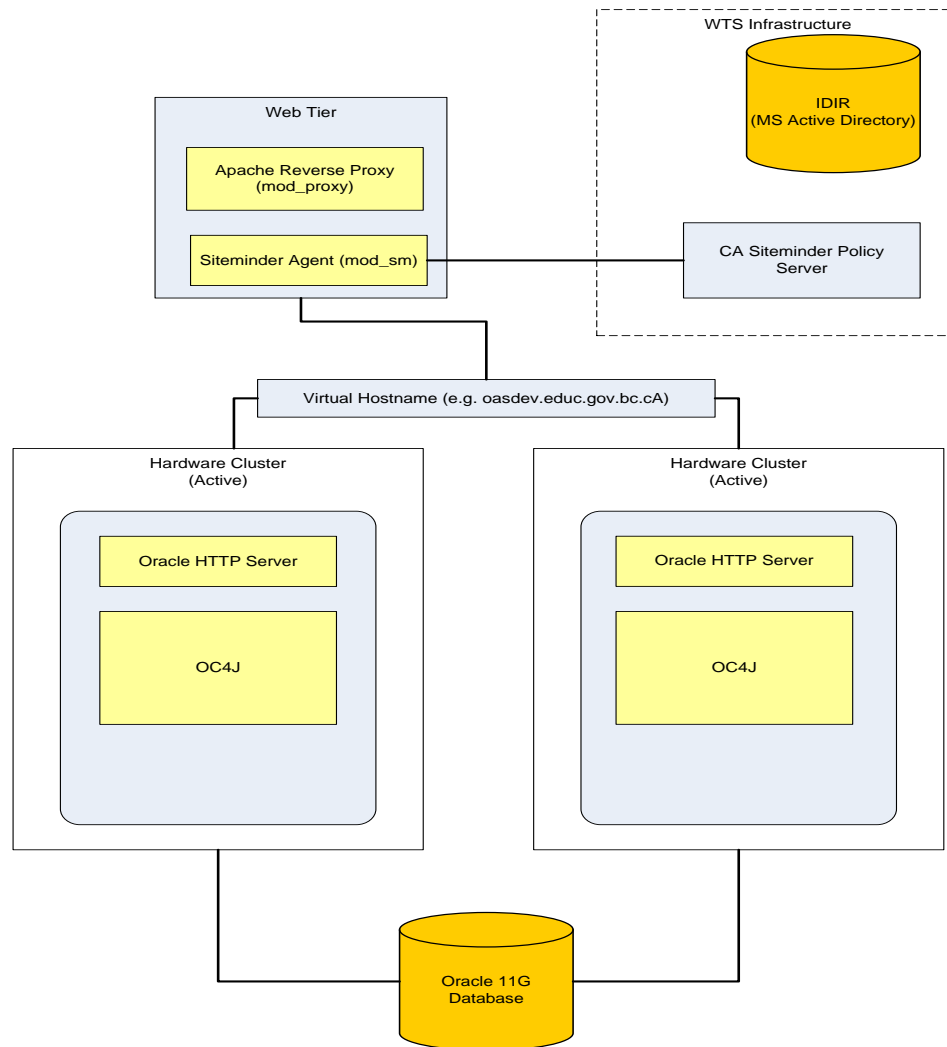 WTS Infrastructure
IDIR
(MS Active Directory)
Web Tier
Apache Reverse Proxy
(mod_proxy)
Siteminder Agent (mod_sm)
CA Siteminder Policy
Server
Virtual Hostname (e.g. oasdev.educ.gov.bc.cA)
Hardware Cluster
(Active)
Oracle HTTP Server
OC4J
Hardware Cluster
(Active)
Oracle HTTP Server
OC4J
Oracle 11G
Database